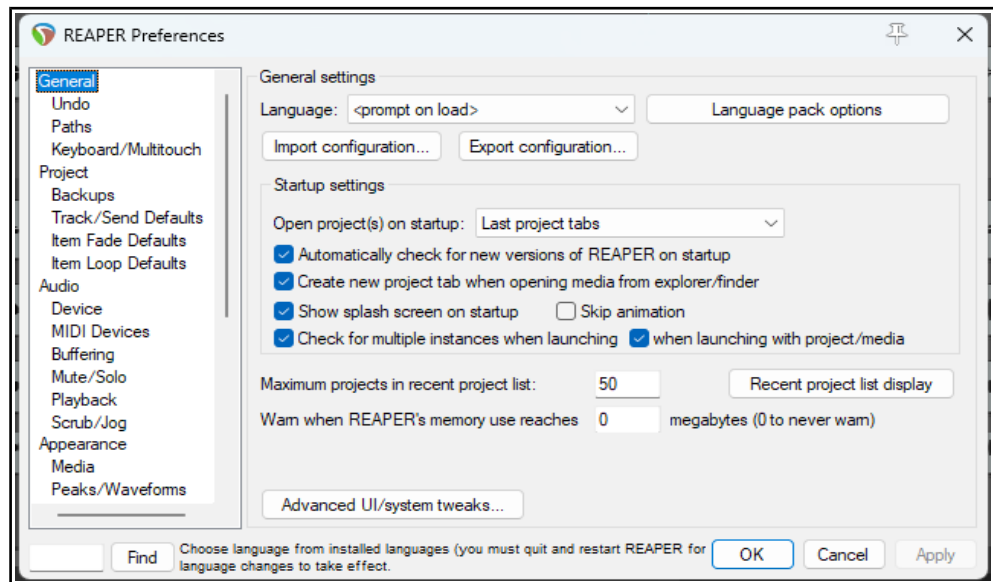 REAPER Preferences
General
Undo
Paths
Keyboard/Multitouch
Project
Backups
Track/Send Defaults
Item Fade Defaults
Item Loop Defaults
Audio
Device
MIDI Devices
Buffering
Mute/Solo
Playback
Scrub/Jog
Appearance
Media
Peaks/Waveforms
General settings
Language: <prompt on load> Language pack options
Import configuration... Export configuration...
Startup settings
Open project(s) on startup: Last project tabs
Automatically check for new versions of REAPER on startup
Create new project tab when opening media from explorer/finder
Show splash screen on startup Skip animation
Check for multiple instances when launching when launching with project/media
Maximum projects in recent project list: 50 Recent project list display
Warn when REAPER's memory use reaches 0 megabytes (0 to never warn)
Advanced UI/system tweaks...
Find
Choose language from installed languages (you must quit and restart REAPER for
language changes to take effect.
OK Cancel Apply